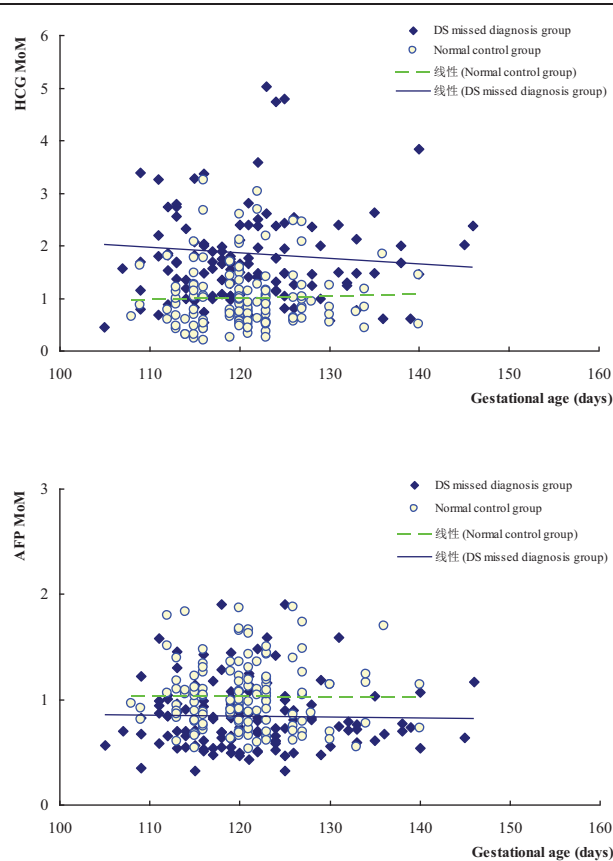 HCG MoM
6
5
4
3
2
1
0
DS missed diagnosis group
Normal control group
线性 (Normal control group)
线性 (DS missed diagnosis group)
100 110 120 130 140 150 160
Gestational age (days)
AFP MoM
3
2
1
0
DS missed diagnosis group
Normal control group
线性 (Normal control group)
线性 (DS missed diagnosis group)
100 110 120 130 140 150 160
Gestational age (days)